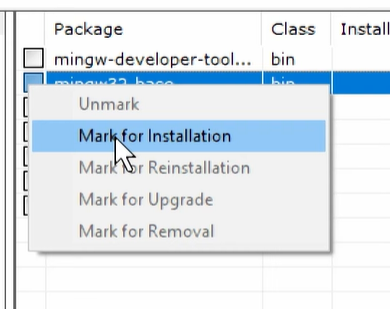 Package Class Install
mingw-developer-tool... bin
mingw32-base bin
Unmark
Mark for Installation
Mark for Reinstallation
Mark for Upgrade
Mark for Removal